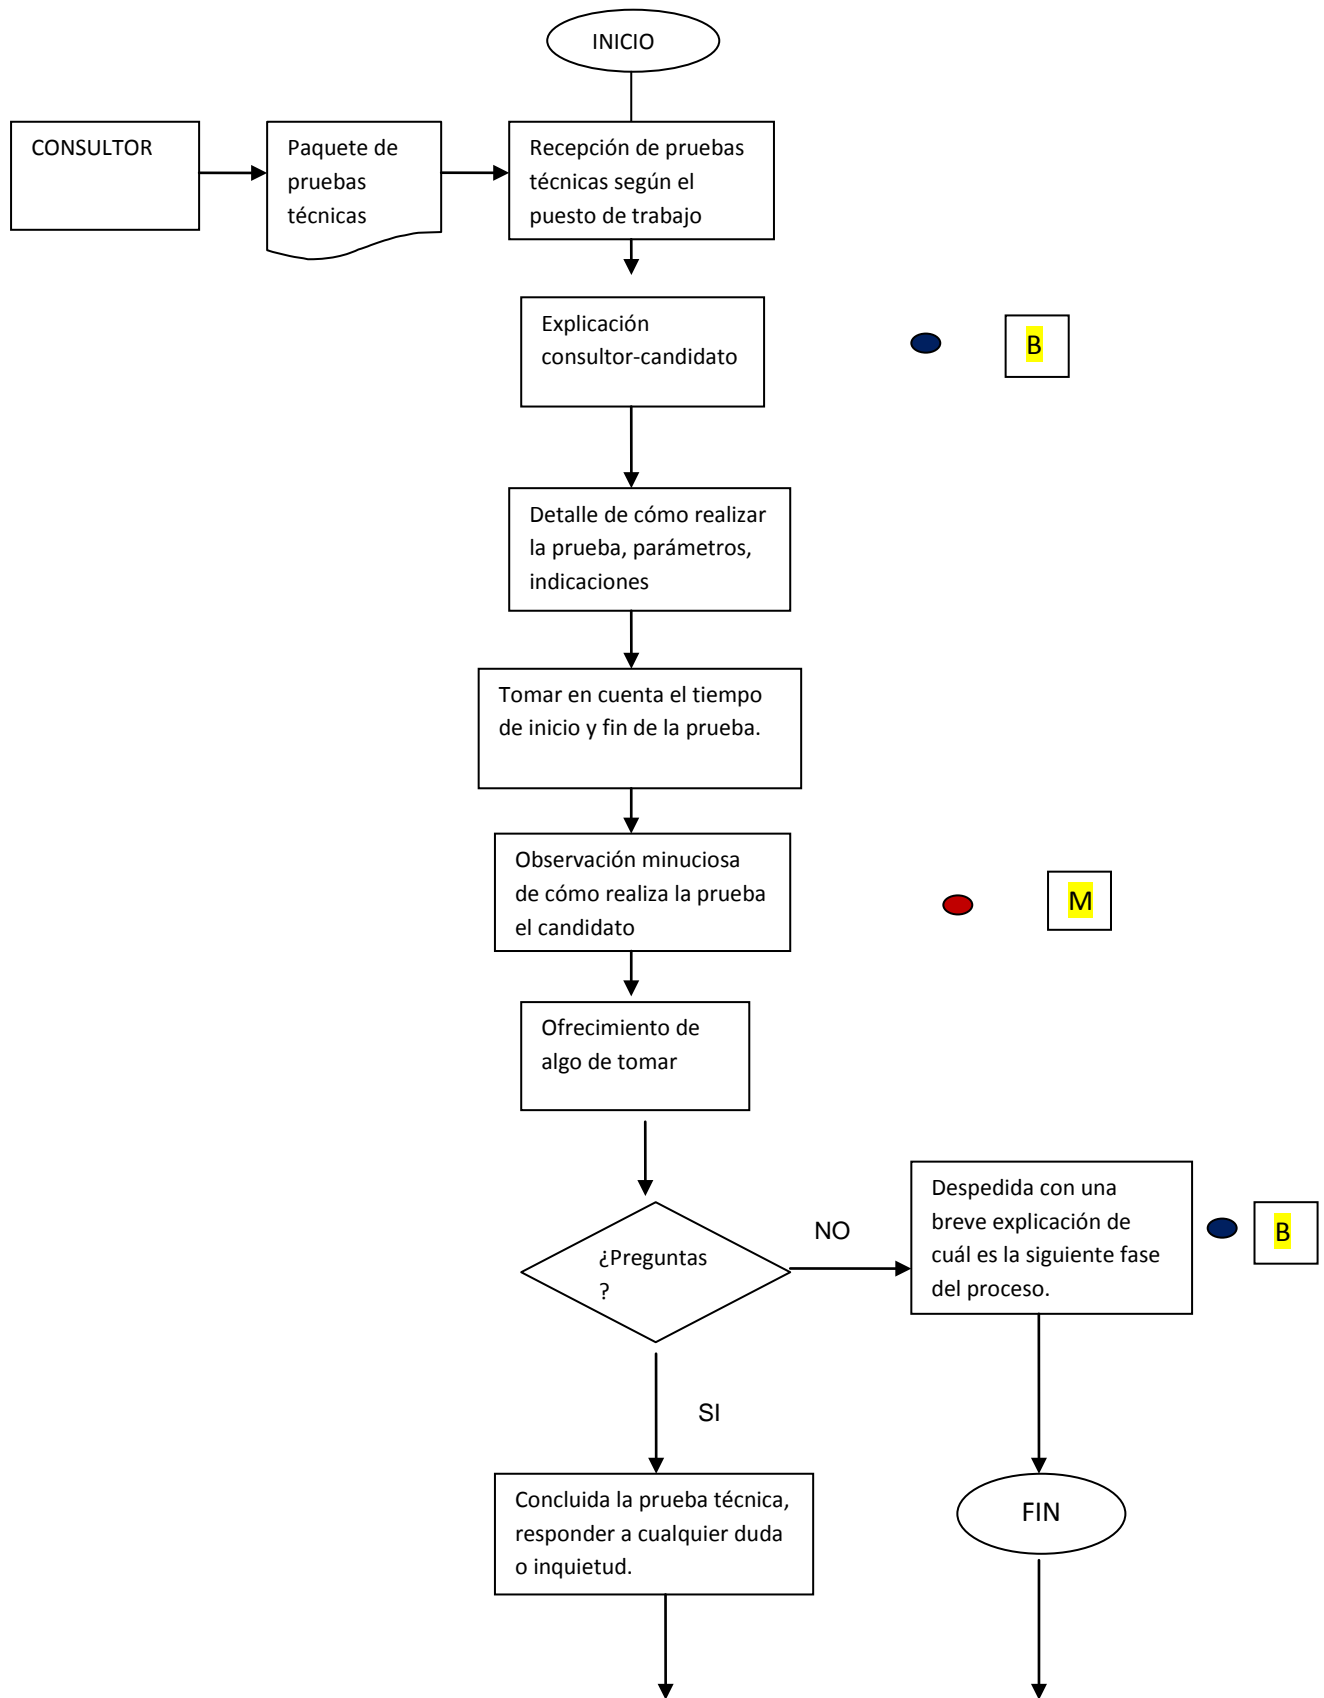 INICIO
CONSULTOR
Paquete de
pruebas
técnicas
Recepción de pruebas
técnicas según el
puesto de trabajo
Explicación
consultor-candidato
B
Detalle de cómo realizar
la prueba, parámetros,
indicaciones
Tomar en cuenta el tiempo
de inicio y fin de la prueba.
Observación minuciosa
de cómo realiza la prueba
el candidato
M
Ofrecimiento de
algo de tomar
¿Preguntas
?
NO
Despedida con una
breve explicación de
cuál es la siguiente fase
del proceso.
B
SI
Concluida la prueba técnica,
responder a cualquier duda
o inquietud.
FIN